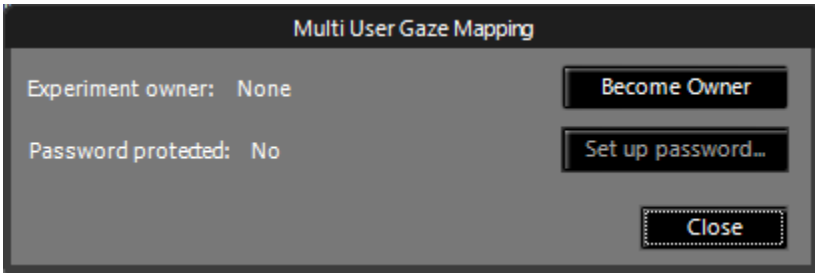 Multi User Gaze Mapping
Experiment owner: None
Become Owner
Password protected: No
Set up password...
Close